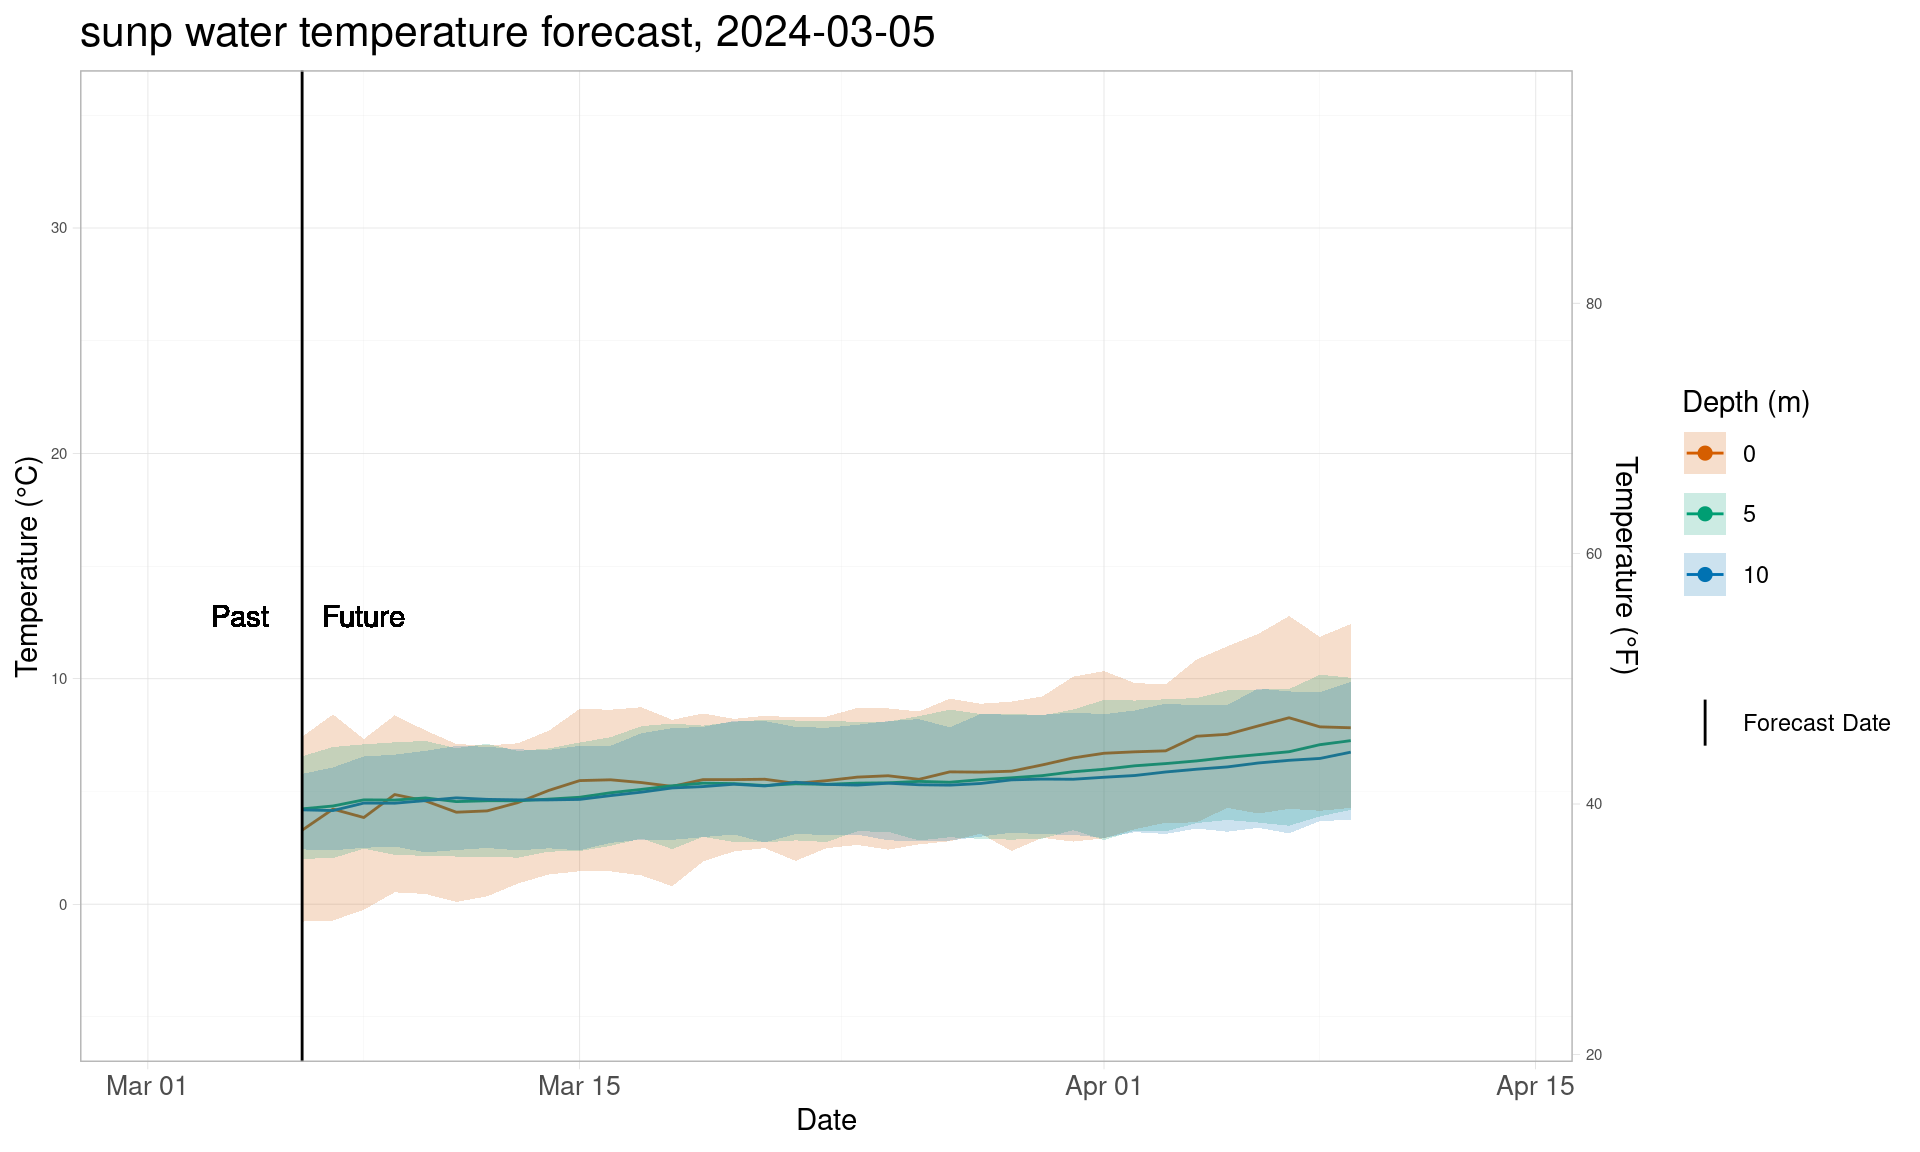 sunp water temperature forecast, 2024-03-05
Temperature (°C)
30
20
10
0
Past
Future
80
60
40
20
Temperature (°F)
Mar 01
Mar 15
Apr 01
Apr 15
Date
Depth (m)
0
5
10
Forecast Date